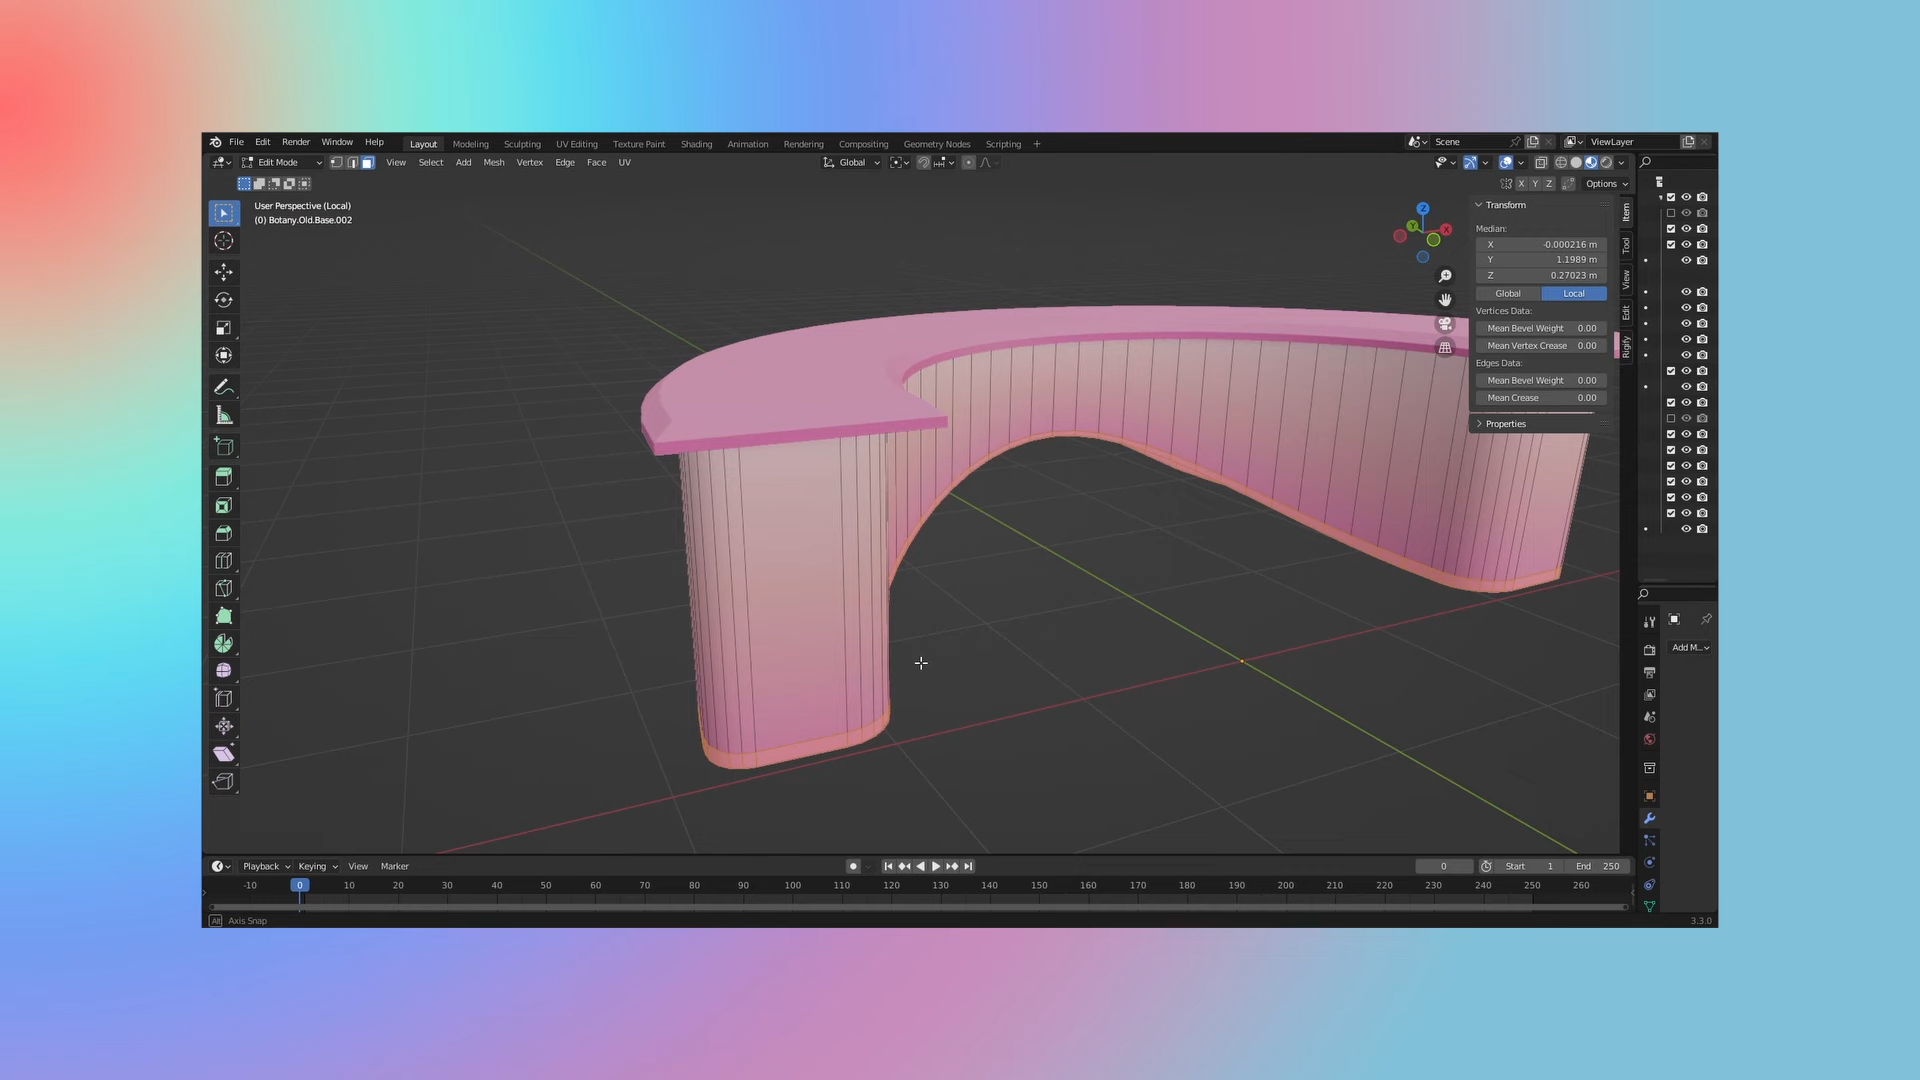 File Edit Render Window Help Layout Modeling Sculpting UV Editing Texture Paint Shading Animation Rendering Compositing Geometry Nodes Scripting + Scene ViewLayer
Edit Mode View Select Add Mesh Vertex Edge Face UV Global
X Y Z Options
User Perspective (Local)
(0) Botany.Old.Base.002
Z
Y
X
Transform
Median:
X -0.000216 m
Y 1.1989 m
Z 0.27023 m
Global Local
Vertices Data:
Mean Bevel Weight 0.00
Mean Vertex Crease 0.00
Edges Data:
Mean Bevel Weight 0.00
Mean Crease 0.00
Properties
Item
Tool
View
Edit
Rigify
Add M...
Playback Keying View Marker 0 Start 1 End 250
-10 0 10 20 30 40 50 60 70 80 90 100 110 120 130 140 150 160 170 180 190 200 210 220 230 240 250 260
Alt Axis Snap 3.3.0